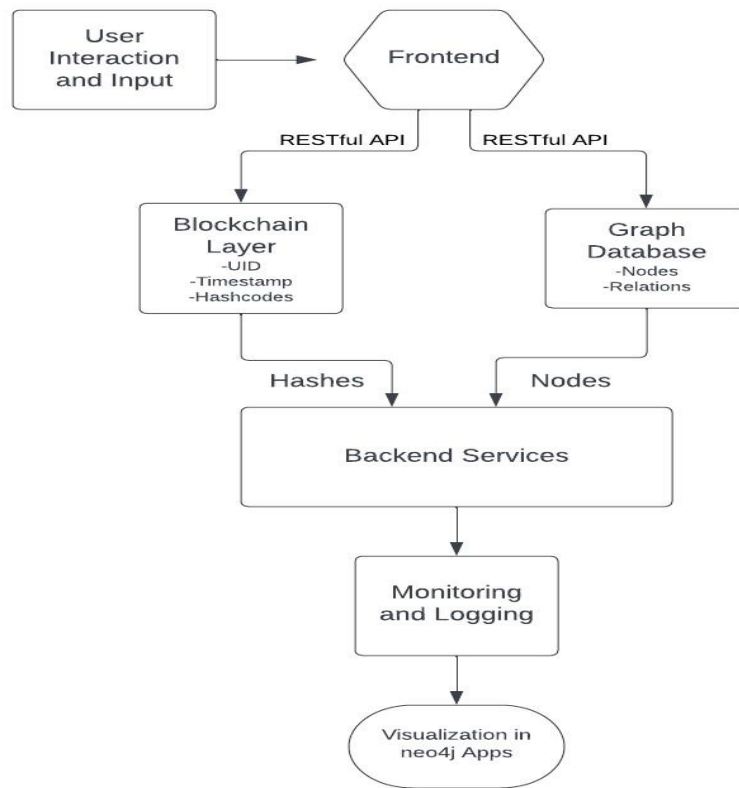 User
Interaction
and Input
Frontend
RESTful API
RESTful API
Blockchain
Layer
-UID
-Timestamp
-Hashcodes
Graph
Database
-Nodes
-Relations
Hashes
Nodes
Backend Services
Monitoring
and Logging
Visualization in
neo4j Apps